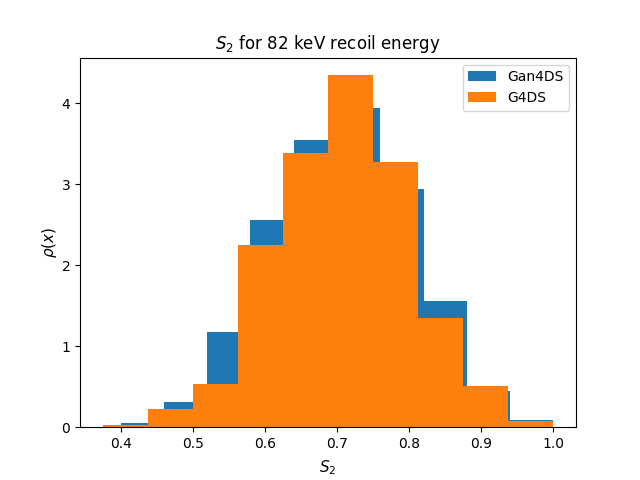 S₂ for 82 keV recoil energy
Gan4DS
G4DS
ρ(x)
4
3
2
1
0
0.4 0.5 0.6 0.7 0.8 0.9 1.0
S₂